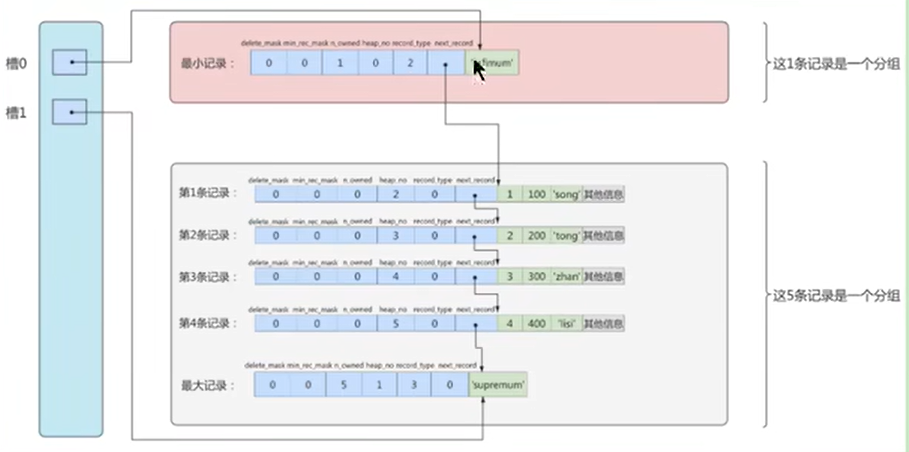 delete_mask min_rec_mask n_owned heap_no record_type next_record
槽0 最小记录： 0 0 1 0 2 这1条记录是一个分组
槽1
delete_mask min_rec_mask n_owned heap_no record_type next_record
第1条记录： 0 0 0 2 0 1 100 'song' 其他信息
delete_mask min_rec_mask n_owned heap_no record_type next_record
第2条记录： 0 0 0 3 0 2 200 'tong' 其他信息
delete_mask min_rec_mask n_owned heap_no record_type next_record
第3条记录： 0 0 0 4 0 3 300 'zhan' 其他信息
这5条记录是一个分组
delete_mask min_rec_mask n_owned heap_no record_type next_record
第4条记录： 0 0 0 5 0 4 400 'lisi' 其他信息
delete_mask min_rec_mask n_owned heap_no record_type next_record
最大记录： 0 0 5 1 3 0 'supremum'